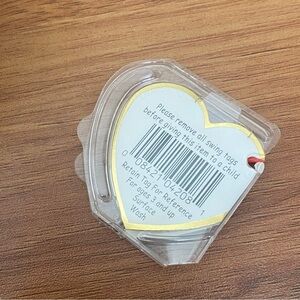 Please remove all swing tags
before giving this item to a child
0 08421 04208 1
Retain Tag For Reference
For ages 3 and up
Surface
Wash